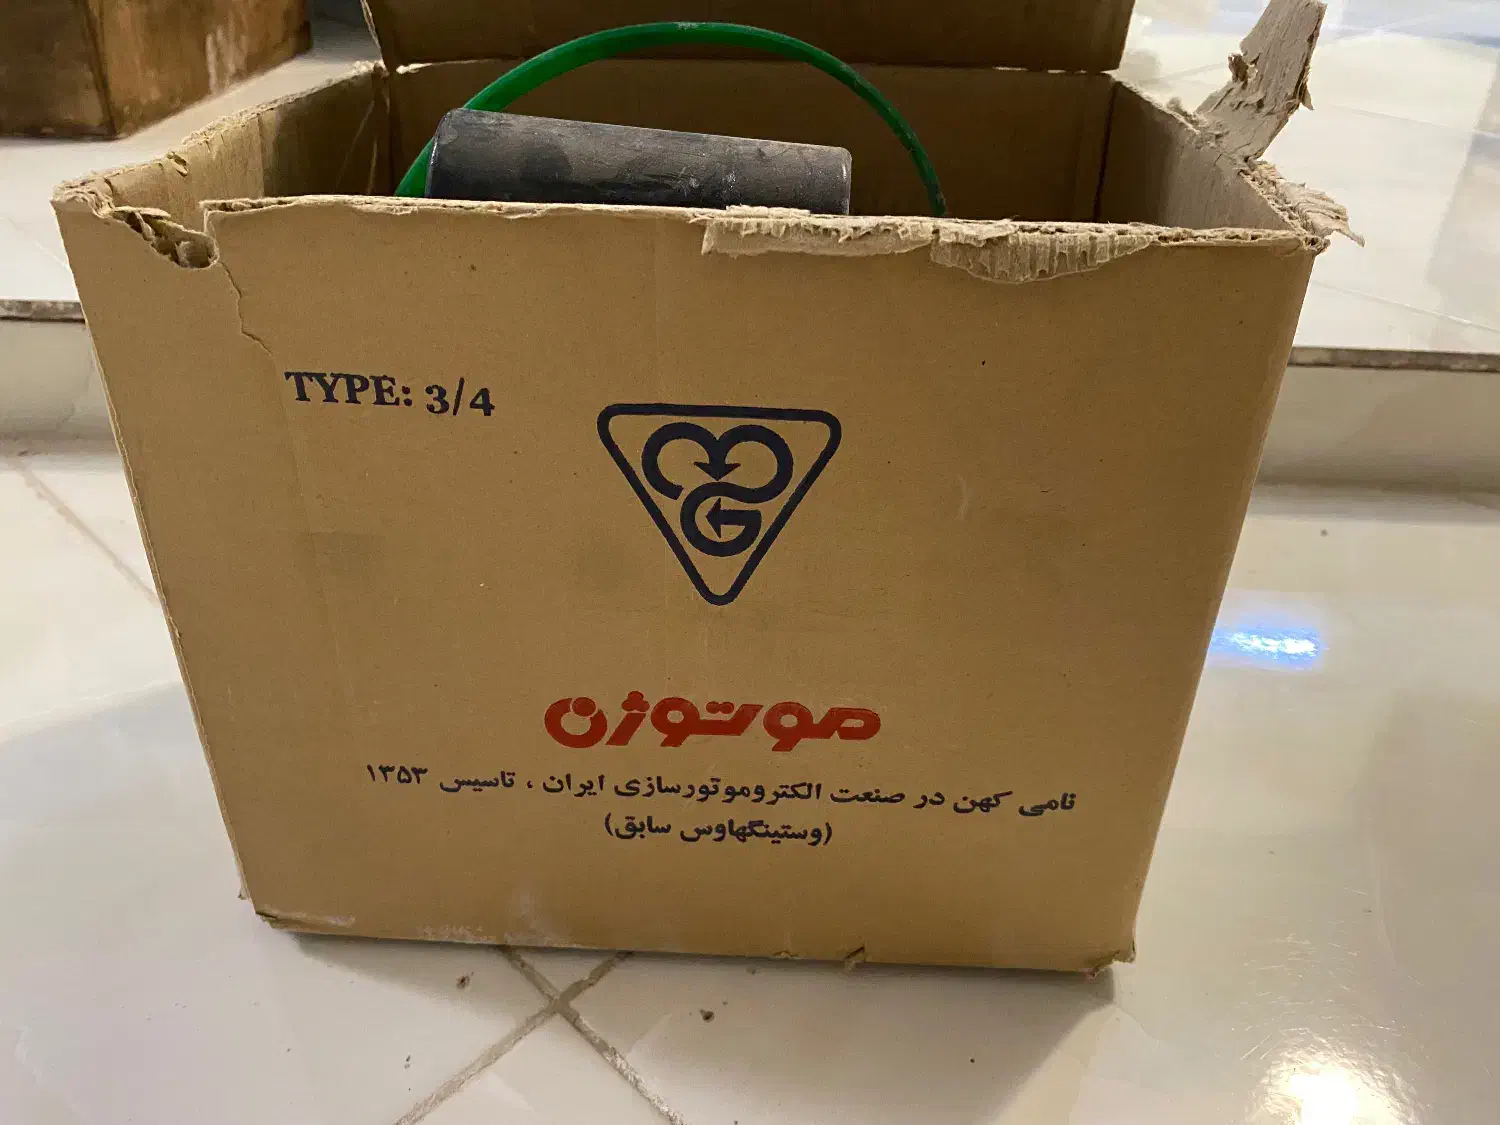 TYPE: 3/4
موتوژن
نامی کهن در صنعت الکتروموتورسازی ایران ، تاسیس ۱۳۵۳
(وستینگهاوس سابق)